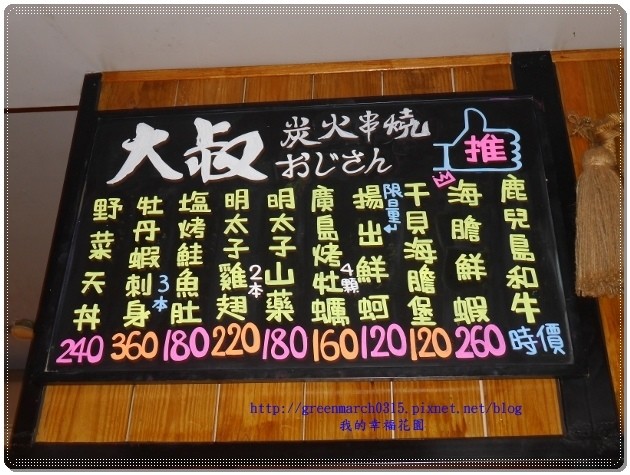 大叔
炭火串燒
おじさん
推
鹿兒島和牛
時價
海膽鮮蝦
260
干貝海膽堡
限量
120
揚出鮮蚵
120
廣島烤牡蠣
4顆
160
明太子山藥
180
明太子雞翅
2本
220
塩烤鮭魚肚
180
牡丹蝦刺身
3本
360
野菜天丼
240
http://greenmarch0315.pixnet.net/blog
我的幸福花園